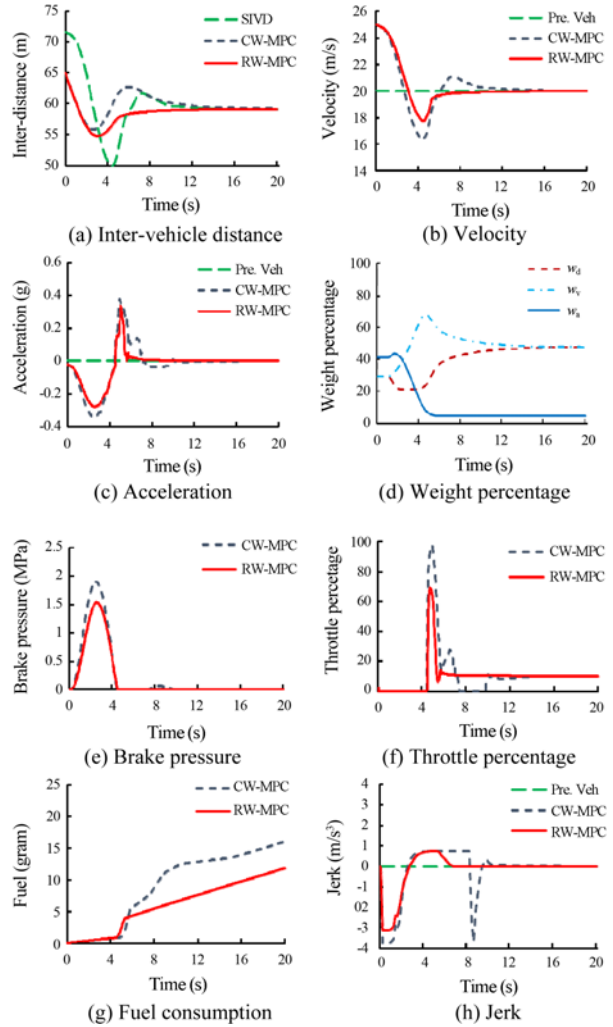 Inter-distance (m)
75
70
65
60
55
50
0 4 8 12 16 20
Time (s)
SIVD
CW-MPC
RW-MPC
(a) Inter-vehicle distance
Velocity (m/s)
26
24
22
20
18
16
14
0 4 8 12 16 20
Time (s)
Pre. Veh
CW-MPC
RW-MPC
(b) Velocity
Acceleration (g)
0.6
0.4
0.2
0
-0.2
-0.4
0 4 8 12 16 20
Time (s)
Pre. Veh
CW-MPC
RW-MPC
(c) Acceleration
Weight percentage
100
80
60
40
20
0
0 4 8 12 16 20
Time (s)
wd
wv
wa
(d) Weight percentage
Brake pressure (MPa)
2.5
2
1.5
1
0.5
0
0 4 8 12 16 20
Time (s)
CW-MPC
RW-MPC
(e) Brake pressure
Throttle percetage
100
80
60
40
20
0
0 4 8 12 16 20
Time (s)
CW-MPC
RW-MPC
(f) Throttle percentage
Fuel (gram)
25
20
15
10
5
0
0 4 8 12 16 20
Time (s)
CW-MPC
RW-MPC
(g) Fuel consumption
Jerk (m/s³)
4
3
2
1
0
02
-3
-4
0 4 8 12 16 20
Time (s)
Pre. Veh
CW-MPC
RW-MPC
(h) Jerk